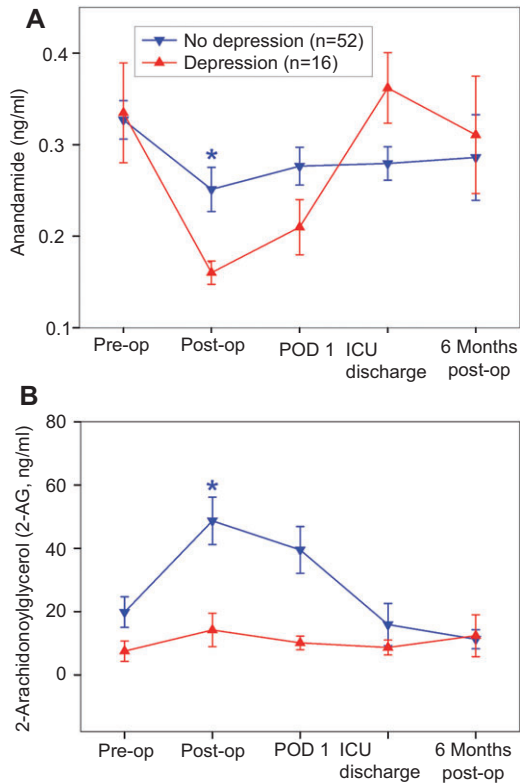 A
No depression (n=52)
Depression (n=16)
Anandamide (ng/ml)
0.4
0.3
0.2
0.1
*
Pre-op
Post-op
POD 1
ICU
discharge
6 Months
post-op
B
2-Arachidonoylglycerol (2-AG, ng/ml)
80
60
40
20
0
*
Pre-op
Post-op
POD 1
ICU
discharge
6 Months
post-op